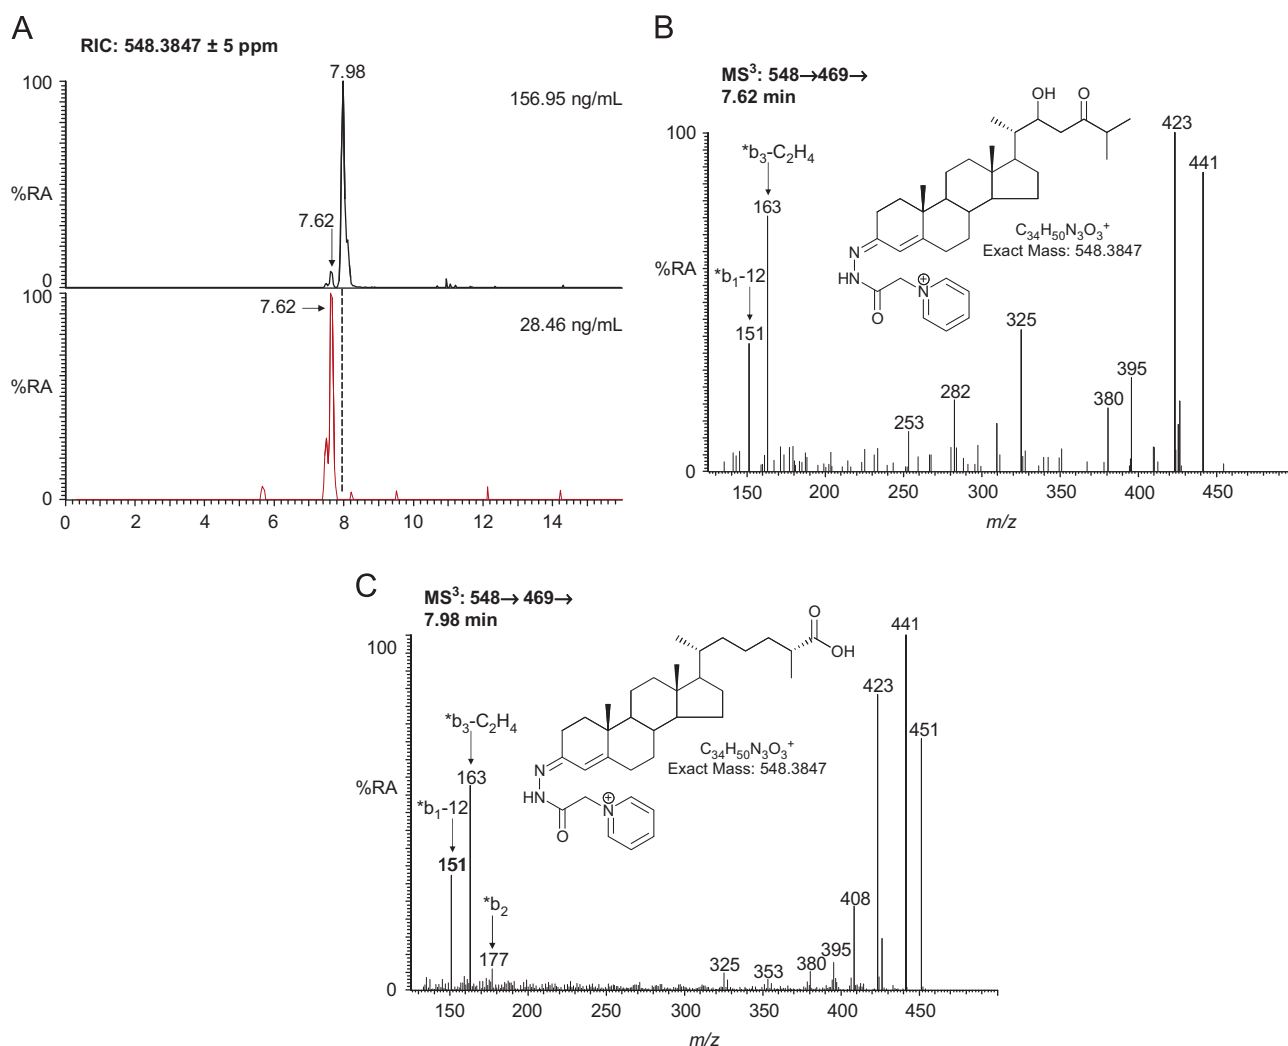 A
RIC: 548.3847 ± 5 ppm
100
7.98
156.95 ng/mL
%RA
7.62
0
100
7.62
28.46 ng/mL
%RA
0
0 2 4 6 8 10 12 14
B
MS³: 548→469→
7.62 min
OH O
100
423
*b₃-C₂H₄
441
163
C₃₄H₅₀N₃O₃⁺
Exact Mass: 548.3847
N
%RA
*b₁-12
HN
N
⊕
O
151
325
395
282
380
253
0
150 200 250 300 350 400 450
m/z
C
MS³: 548→ 469→
7.98 min
O
441
100
OH
423
*b₃-C₂H₄
451
C₃₄H₅₀N₃O₃⁺
Exact Mass: 548.3847
163
N
%RA
*b₁-12
HN
N
⊕
O
151
*b₂
408
177
325
353
380
395
0
150 200 250 300 350 400 450
m/z